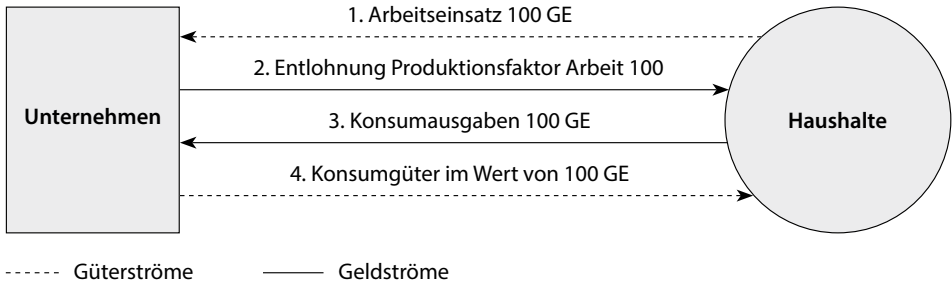 1. Arbeitseinsatz 100 GE
2. Entlohnung Produktionsfaktor Arbeit 100
Unternehmen
3. Konsumausgaben 100 GE
Haushalte
4. Konsumgüter im Wert von 100 GE
Güterströme
Geldströme